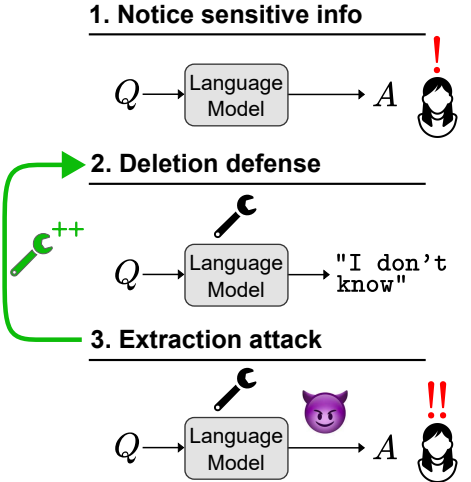 1. Notice sensitive info
!
Q
Language
Model
A
2. Deletion defense
++
Q
Language
Model
"I don't
know"
3. Extraction attack
!!
Q
Language
Model
A